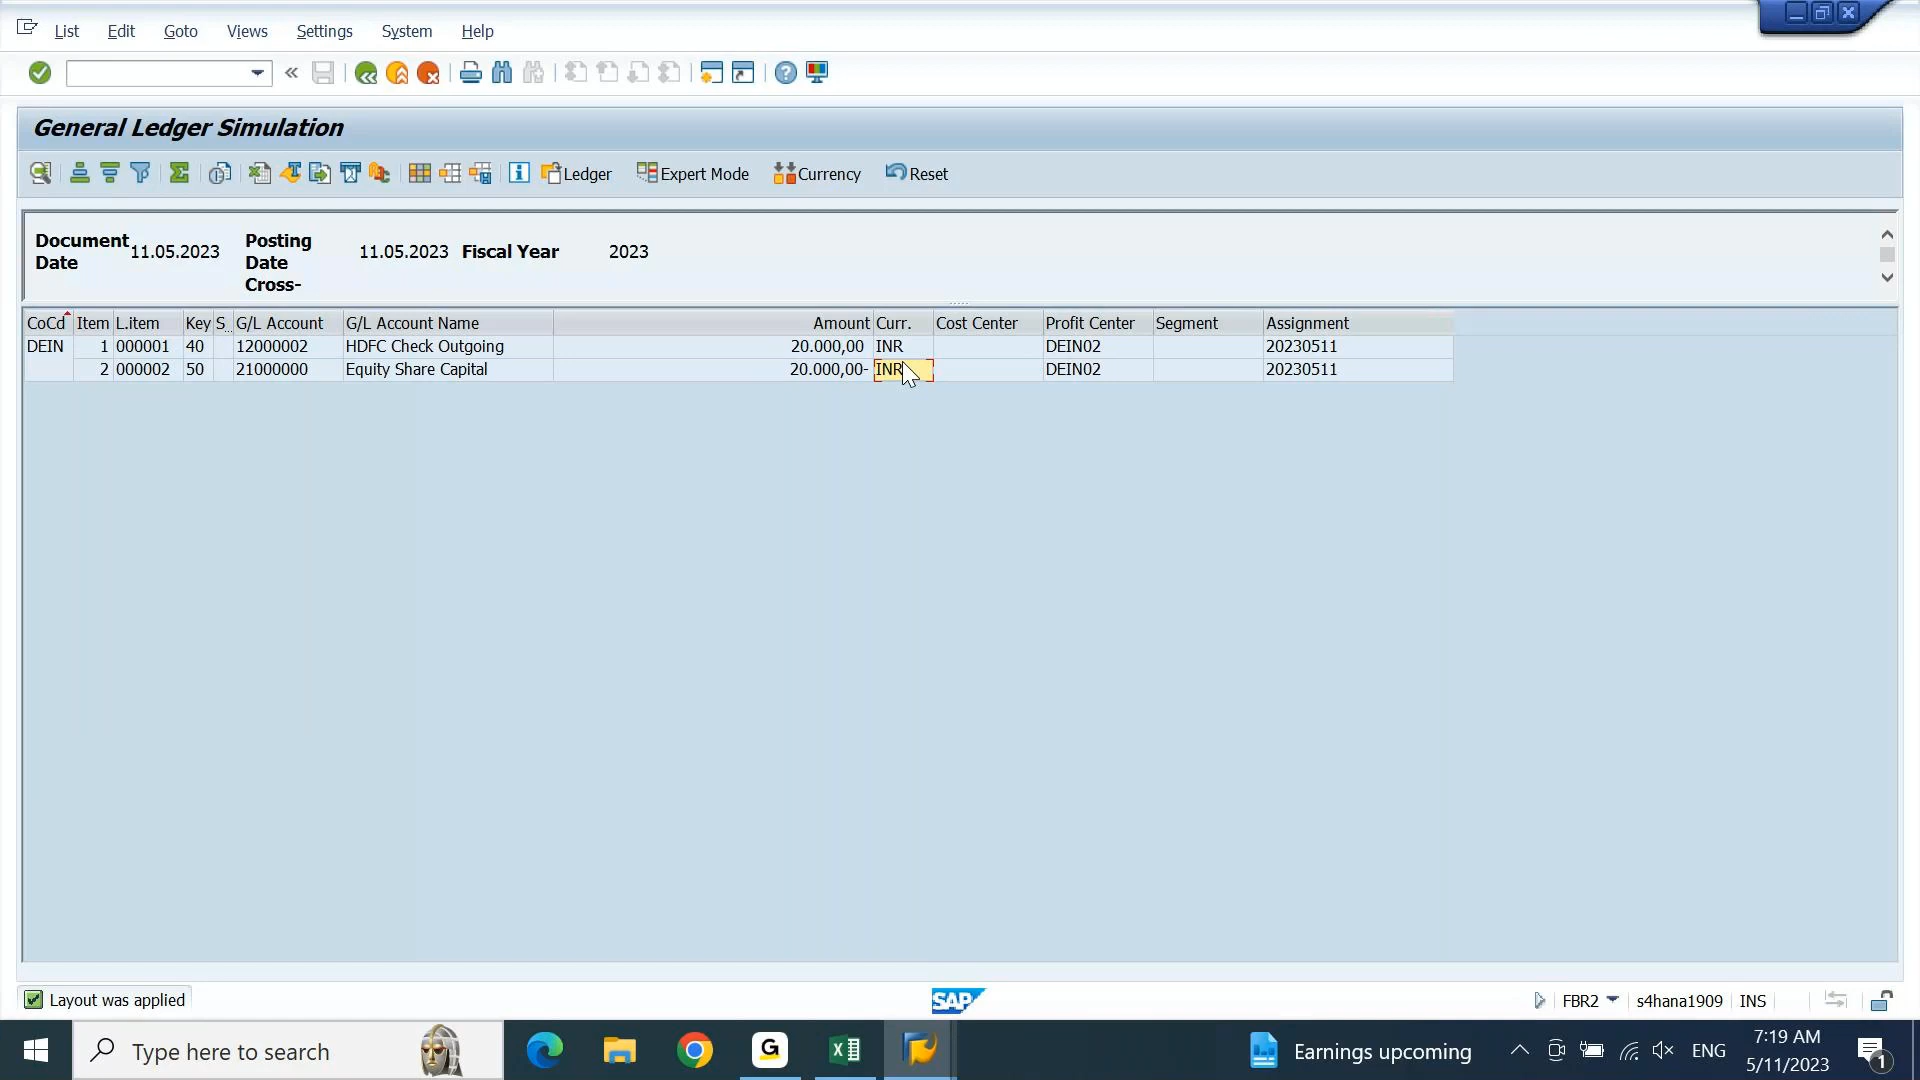 List Edit Goto Views Settings System Help
General Ledger Simulation
Ledger Expert Mode Currency Reset
Document Date 11.05.2023 Posting Date 11.05.2023 Fiscal Year 2023
Cross-
CoCd Item L.item Key S.. G/L Account G/L Account Name Amount Curr. Cost Center Profit Center Segment Assignment
DEIN 1 000001 40 12000002 HDFC Check Outgoing 20.000,00 INR DEIN02 20230511
2 000002 50 21000000 Equity Share Capital 20.000,00- INR DEIN02 20230511
Layout was applied
SAP
FBR2 s4hana1909 INS
Type here to search
G
Earnings upcoming
ENG
7:19 AM
5/11/2023
1